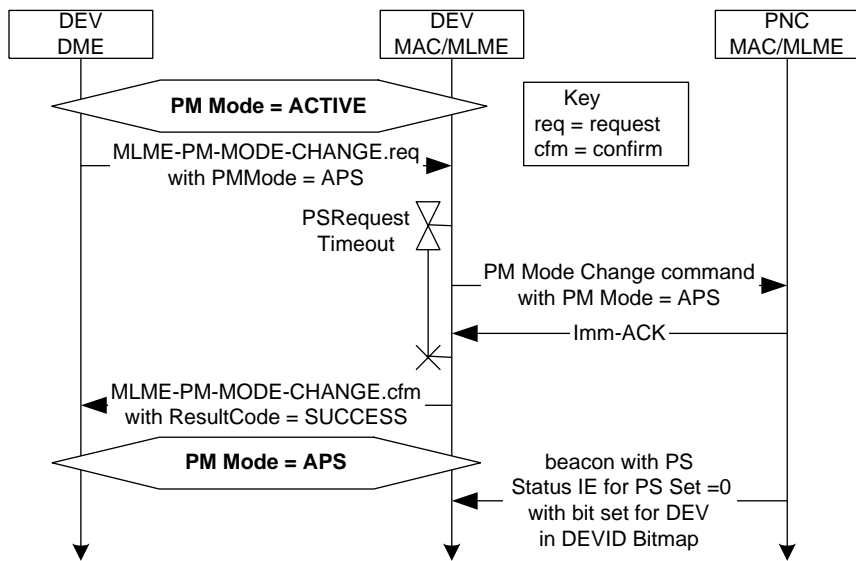 DEV
DME
DEV
MAC/MLME
PNC
MAC/MLME
PM Mode = ACTIVE
Key
req = request
cfm = confirm
MLME-PM-MODE-CHANGE.req
with PMMode = APS
PSRequest
Timeout
PM Mode Change command
with PM Mode = APS
Imm-ACK
MLME-PM-MODE-CHANGE.cfm
with ResultCode = SUCCESS
PM Mode = APS
beacon with PS
Status IE for PS Set =0
with bit set for DEV
in DEVID Bitmap